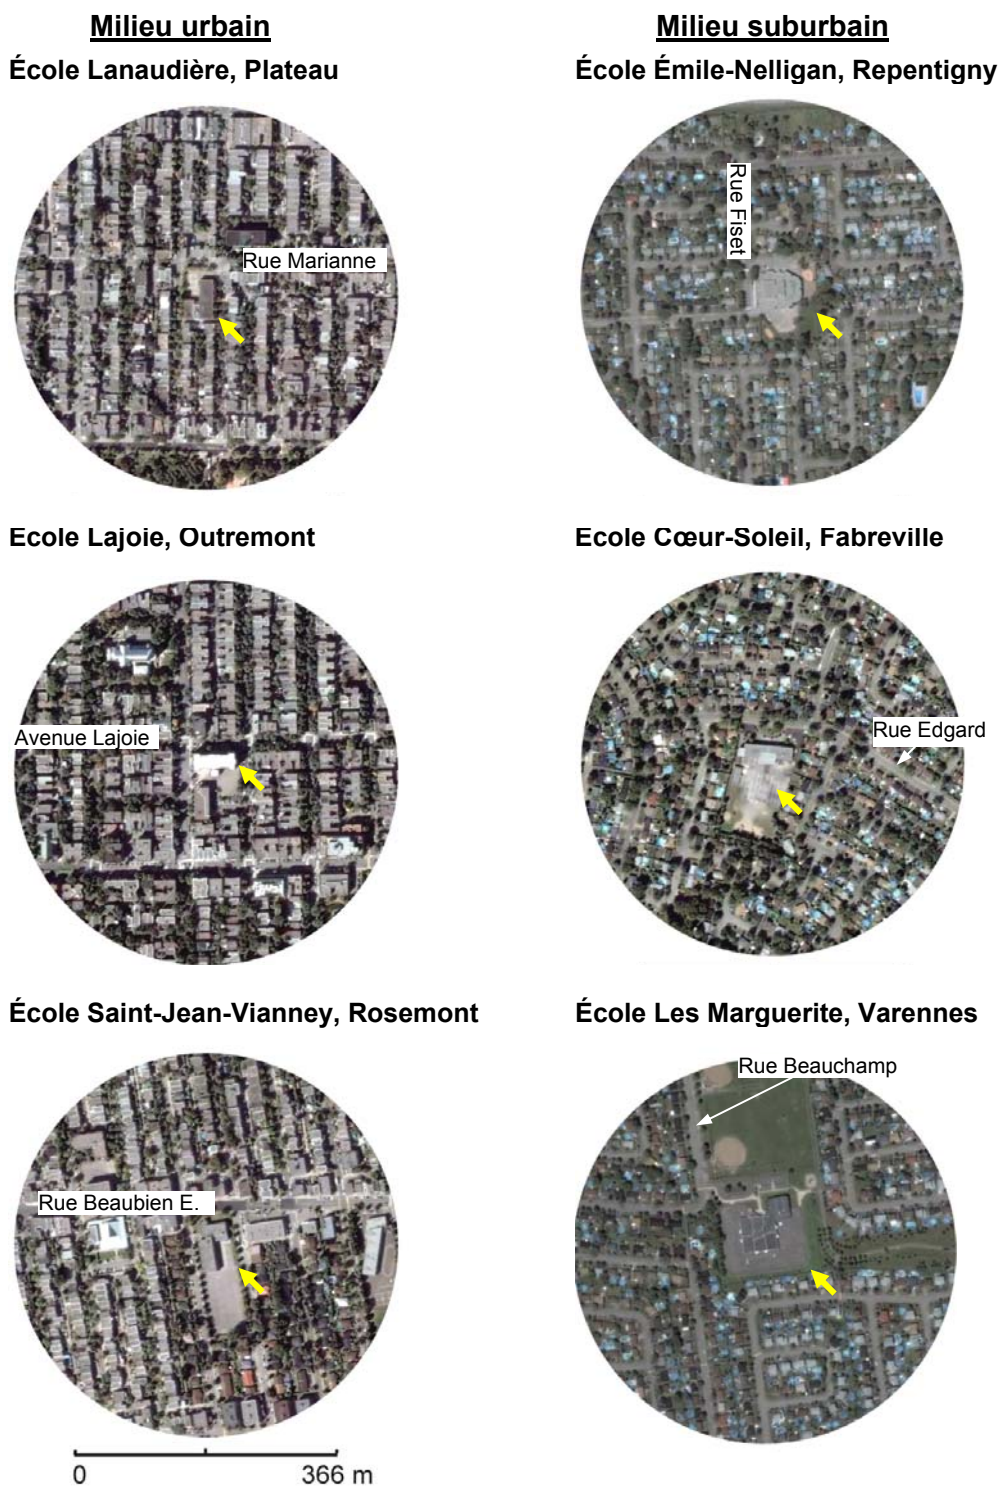 Milieu urbain
Milieu suburbain
École Lanaudière, Plateau
École Émile-Nelligan, Repentigny
Rue Marianne
Rue Fiset
Ecole Lajoie, Outremont
Ecole Cœur-Soleil, Fabreville
Avenue Lajoie
Rue Edgard
École Saint-Jean-Vianney, Rosemont
École Les Marguerite, Varennes
Rue Beaubien E.
Rue Beauchamp
0
366 m